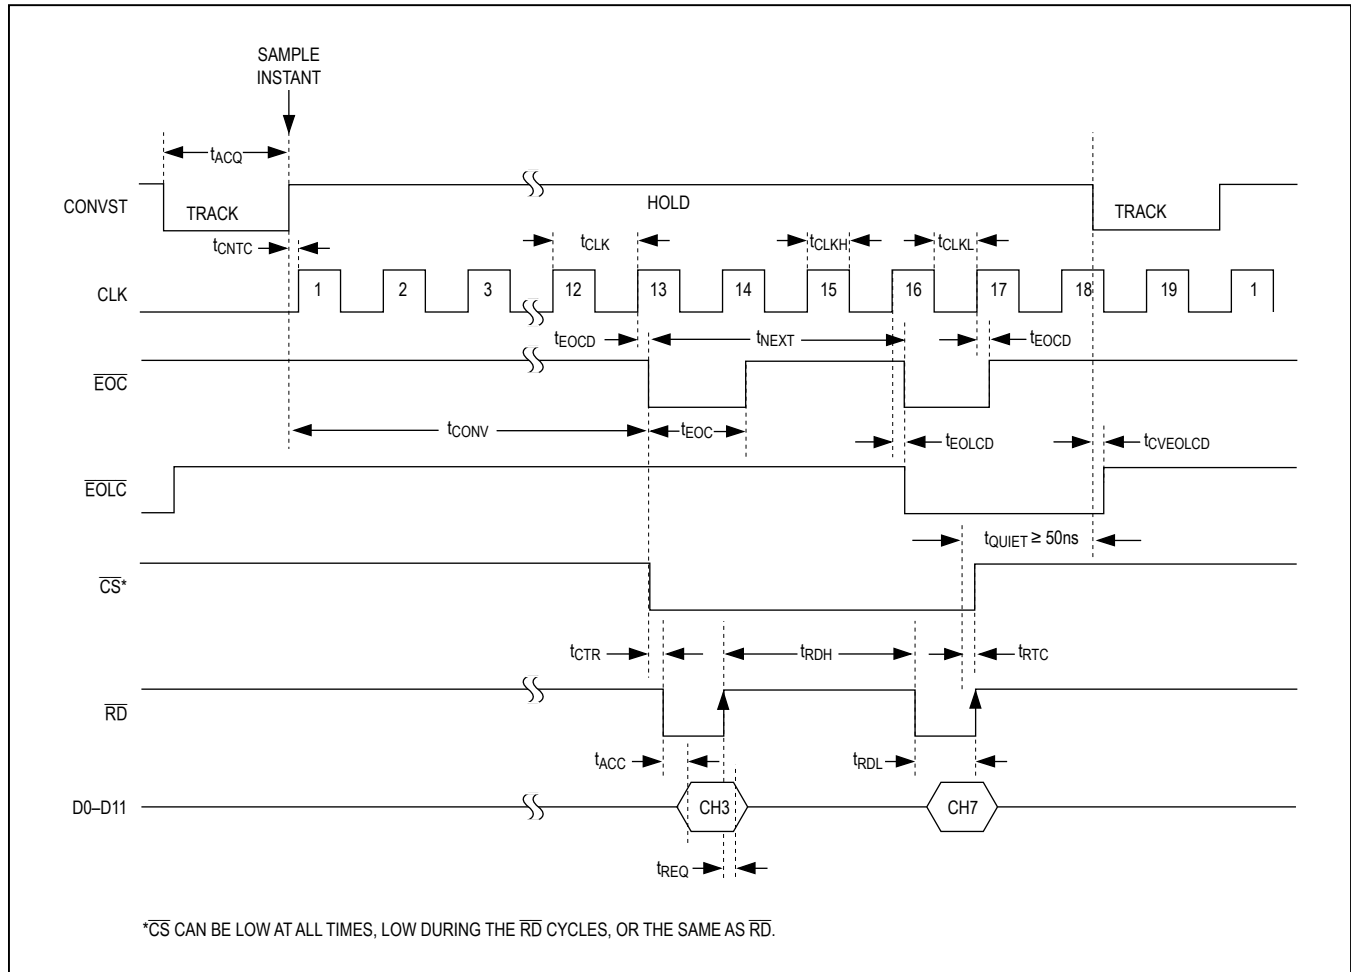 SAMPLE
INSTANT
tACQ
CONVST
TRACK
HOLD
TRACK
tCNTC
tCLK
tCLKH
tCLKL
CLK
1 2 3 12 13 14 15 16 17 18 19 1
tEOCD
tNEXT
tEOCD
EOC
tCONV
tEOC
tEOLCD
tCVEOLCD
EOLC
tQUIET ≥ 50ns
CS*
tCTR
tRDH
tRTC
RD
tACC
tRDL
D0–D11
CH3
CH7
tREQ
*CS CAN BE LOW AT ALL TIMES, LOW DURING THE RD CYCLES, OR THE SAME AS RD.